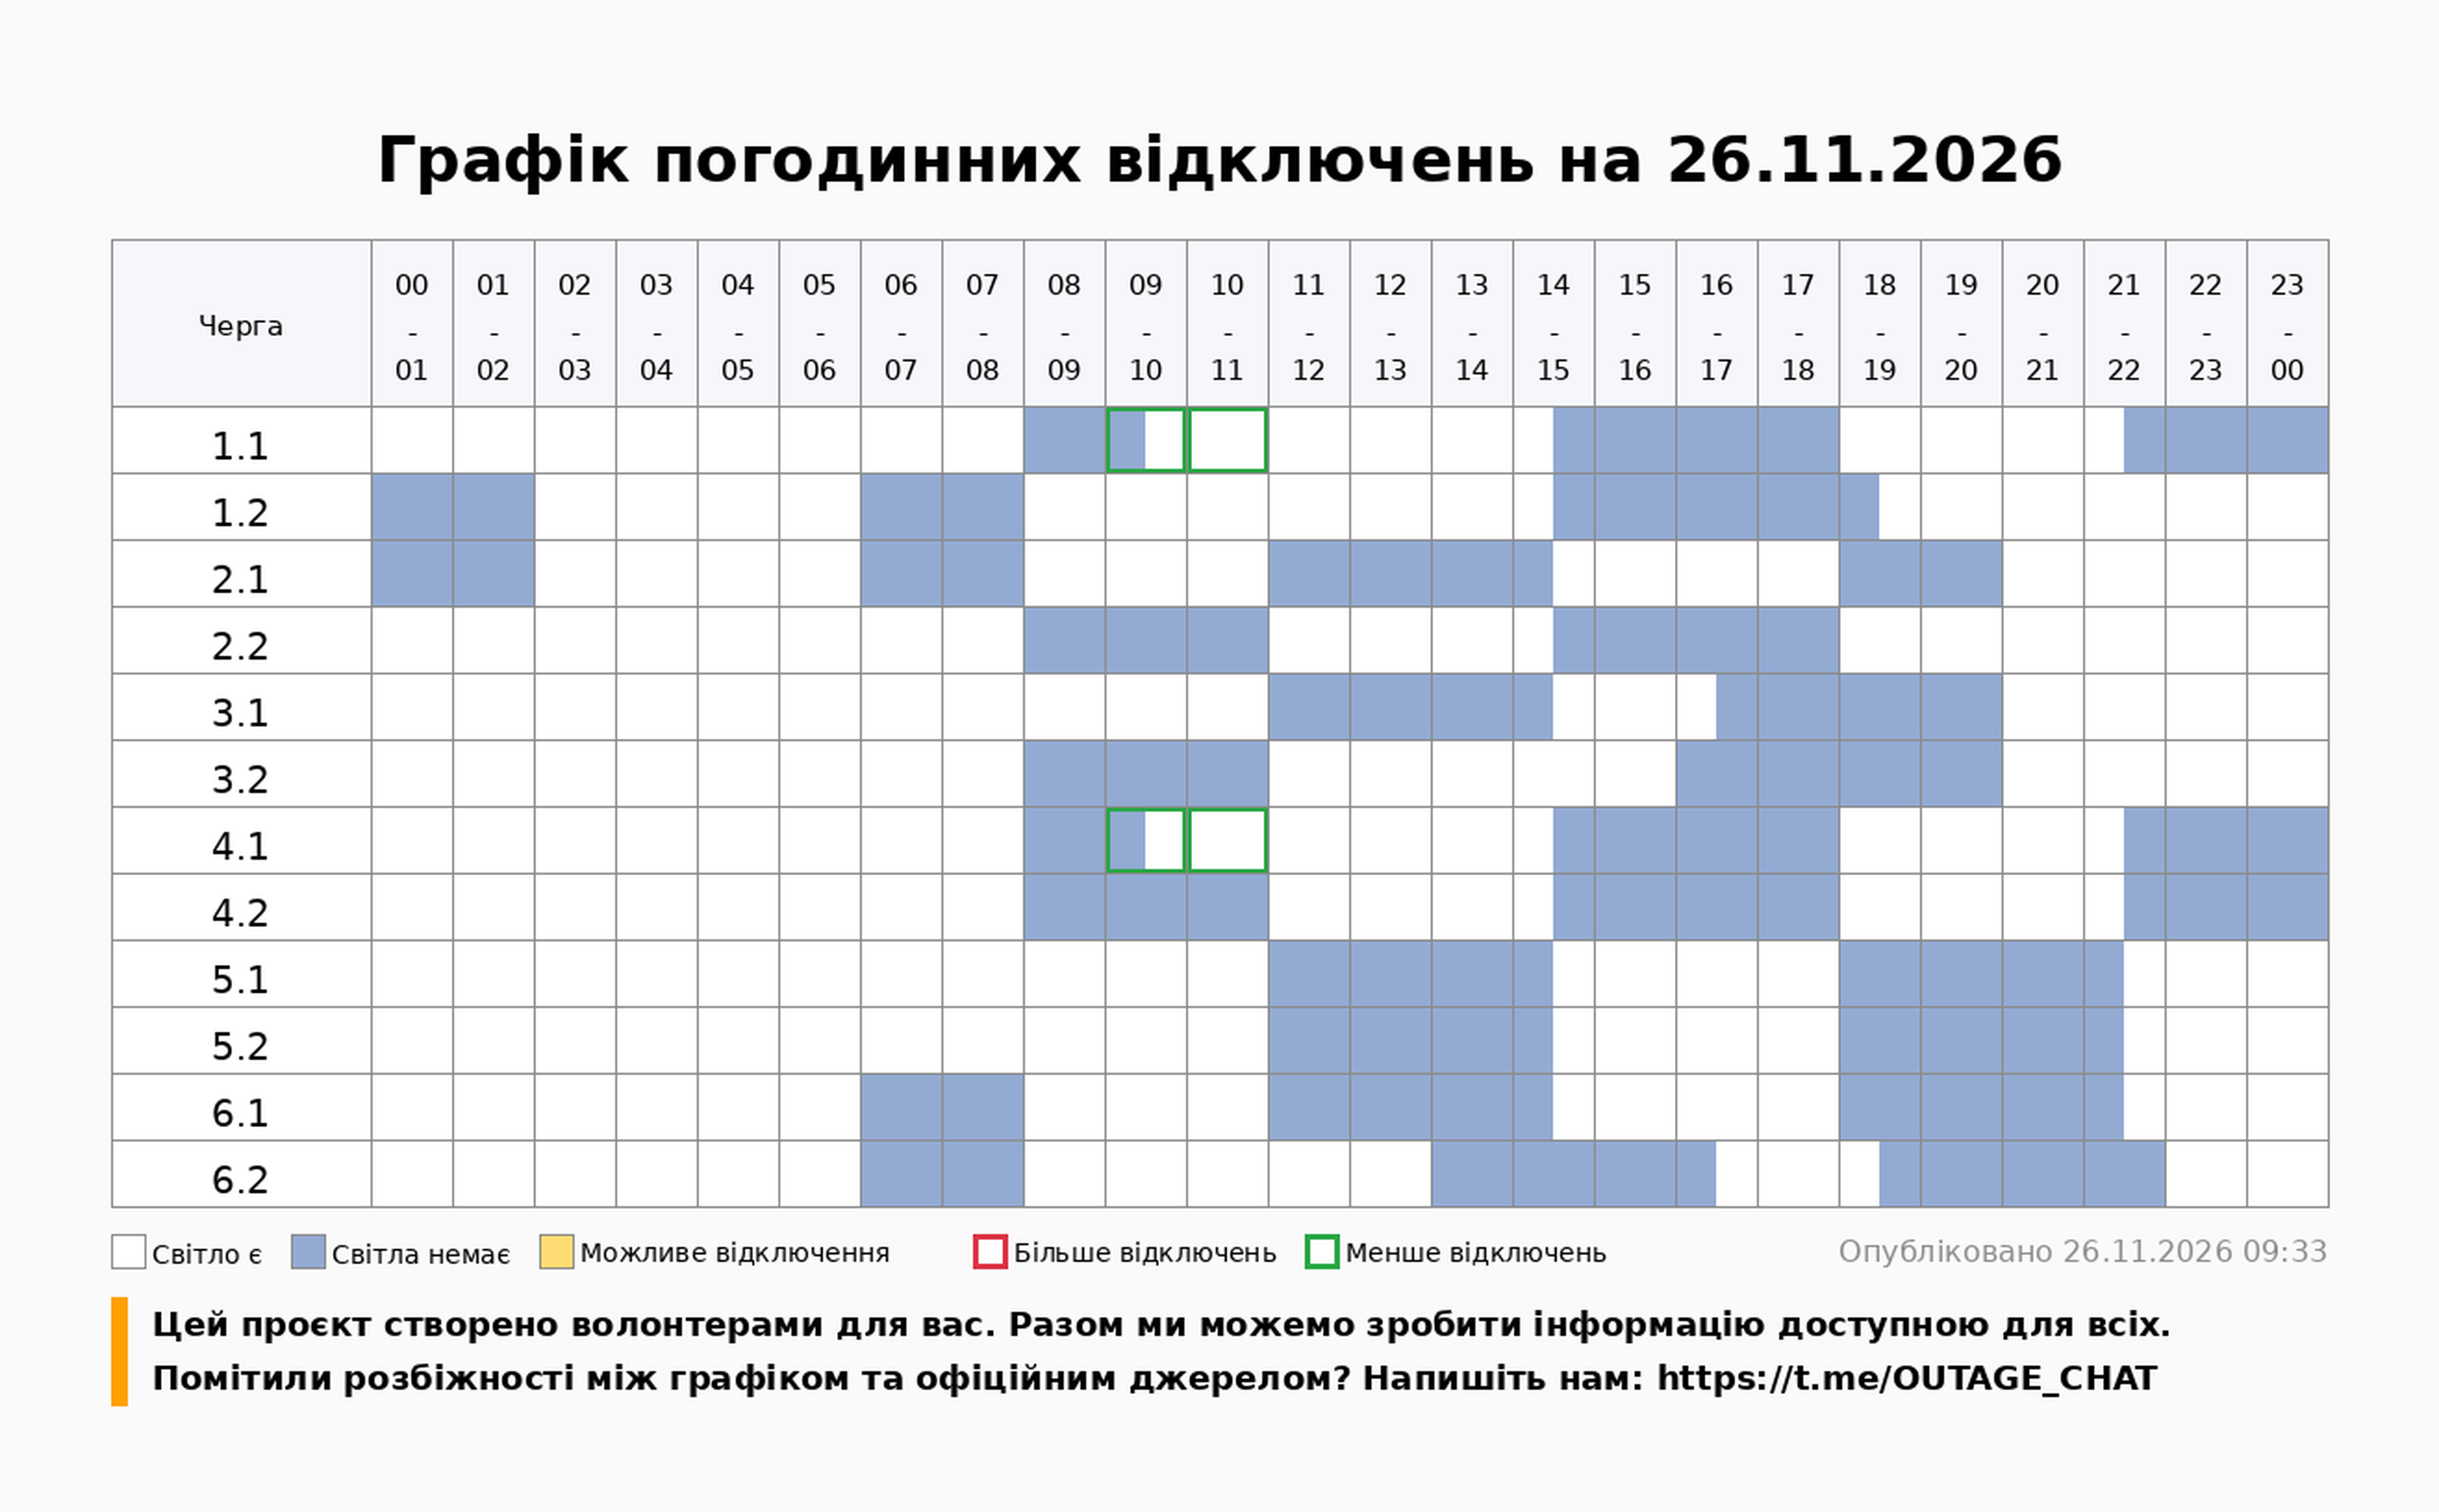 Графік погодинних відключень на 26.11.2026
Черга
00 - 01
01 - 02
02 - 03
03 - 04
04 - 05
05 - 06
06 - 07
07 - 08
08 - 09
09 - 10
10 - 11
11 - 12
12 - 13
13 - 14
14 - 15
15 - 16
16 - 17
17 - 18
18 - 19
19 - 20
20 - 21
21 - 22
22 - 23
23 - 00
1.1
1.2
2.1
2.2
3.1
3.2
4.1
4.2
5.1
5.2
6.1
6.2
Світло є
Світла немає
Можливе відключення
Більше відключень
Менше відключень
Опубліковано 26.11.2026 09:33
Цей проєкт створено волонтерами для вас. Разом ми можемо зробити інформацію доступною для всіх.
Помітили розбіжності між графіком та офіційним джерелом? Напишіть нам: https://t.me/OUTAGE_CHAT